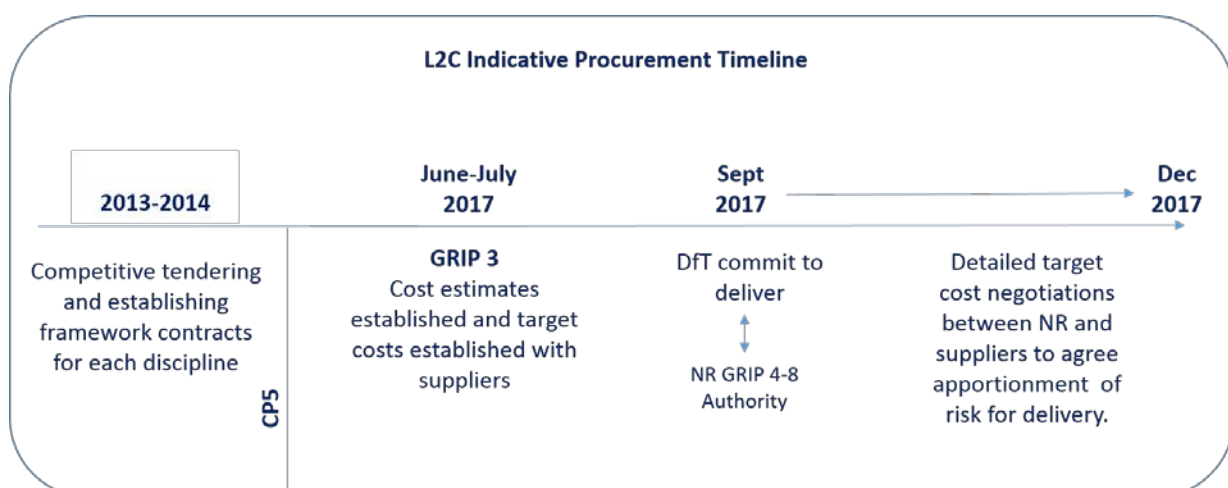 L2C Indicative Procurement Timeline
2013-2014
June-July
2017
Sept
2017
Dec
2017
CP5
Competitive tendering
and establishing
framework contracts
for each discipline
GRIP 3
Cost estimates
established and target
costs established with
suppliers
DfT commit to
deliver
NR GRIP 4-8
Authority
Detailed target
cost negotiations
between NR and
suppliers to agree
apportionment of
risk for delivery.